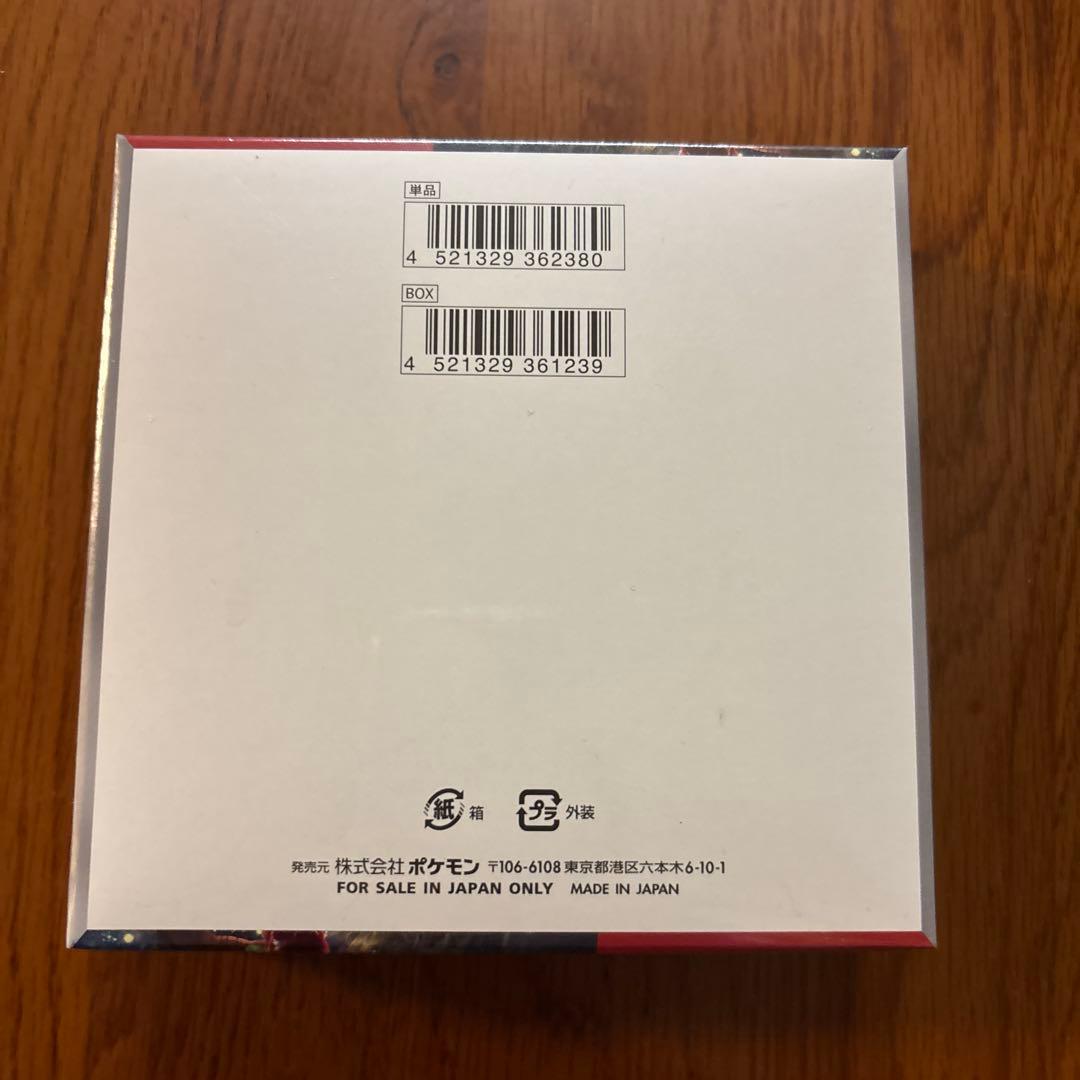 単品
4 521329 362380
BOX
4 521329 361239
紙 箱 プラ 外装
発売元 株式会社ポケモン 〒106-6108 東京都港区六本木6-10-1
FOR SALE IN JAPAN ONLY MADE IN JAPAN